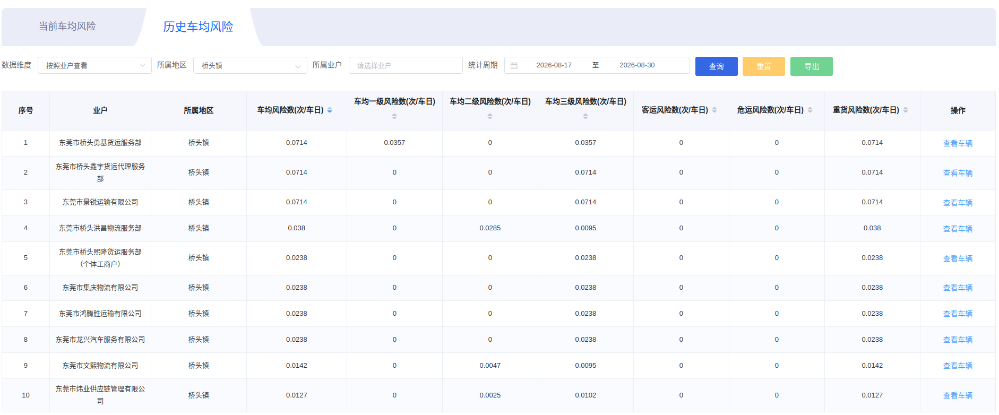 当前车均风险
历史车均风险
数据维度 按照业户查看 所属地区 桥头镇 所属业户 请选择业户 统计周期 2026-08-17 至 2026-08-30 查询 重置 导出
序号 业户 所属地区 车均风险数(次/车日) 车均一级风险数(次/车日) 车均二级风险数(次/车日) 车均三级风险数(次/车日) 客运风险数(次/车日) 危运风险数(次/车日) 重货风险数(次/车日) 操作
1 东莞市桥头勇基货运服务部 桥头镇 0.0714 0.0357 0 0.0357 0 0 0.0714 查看车辆
2 东莞市桥头鑫宇货运代理服务
部 桥头镇 0.0714 0 0 0.0714 0 0 0.0714 查看车辆
3 东莞市景锐运输有限公司 桥头镇 0.0714 0 0 0.0714 0 0 0.0714 查看车辆
4 东莞市桥头洪昌物流服务部 桥头镇 0.038 0 0.0285 0.0095 0 0 0.038 查看车辆
5 东莞市桥头熙隆货运服务部
（个体工商户） 桥头镇 0.0238 0 0 0.0238 0 0 0.0238 查看车辆
6 东莞市集庆物流有限公司 桥头镇 0.0238 0 0 0.0238 0 0 0.0238 查看车辆
7 东莞市鸿腾胜运输有限公司 桥头镇 0.0238 0 0 0.0238 0 0 0.0238 查看车辆
8 东莞市龙兴汽车服务有限公司 桥头镇 0.0238 0 0 0.0238 0 0 0.0238 查看车辆
9 东莞市文熙物流有限公司 桥头镇 0.0142 0 0.0047 0.0095 0 0 0.0142 查看车辆
10 东莞市炜业供应链管理有限公
司 桥头镇 0.0127 0 0.0025 0.0102 0 0 0.0127 查看车辆